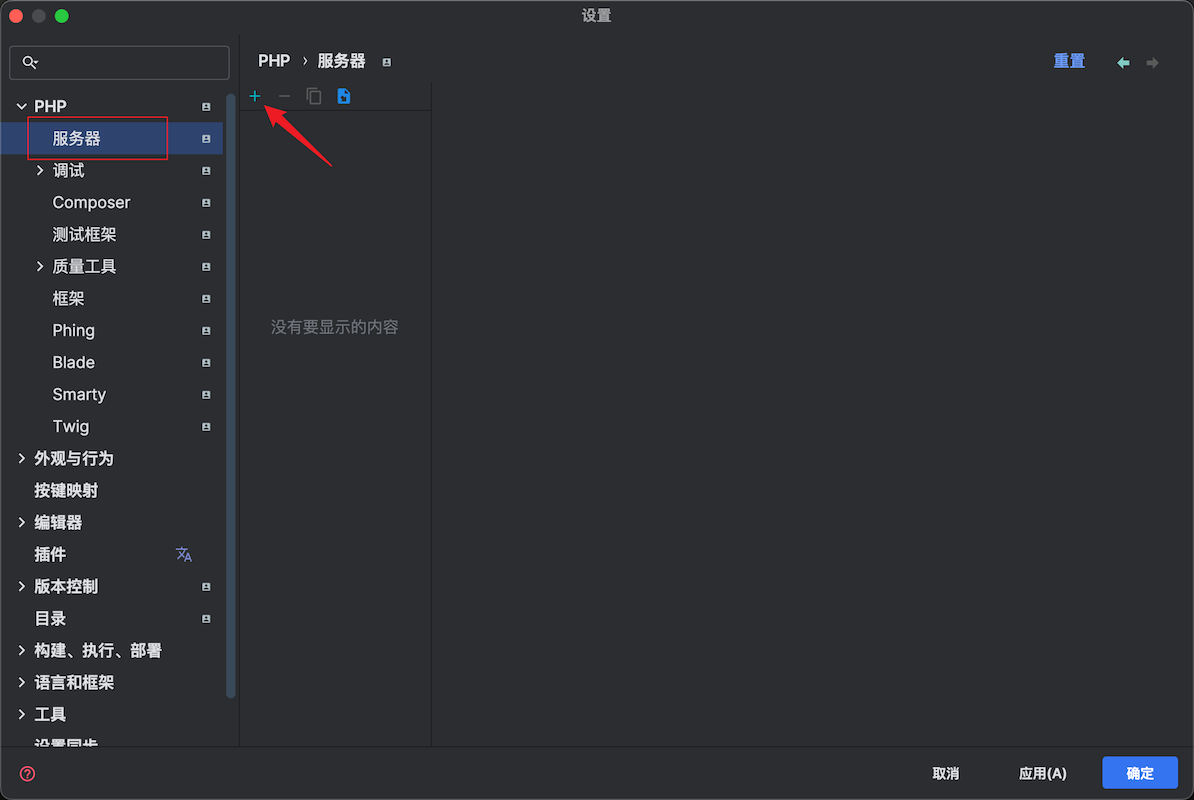 设置
PHP › 服务器
重置
PHP
服务器
调试
Composer
测试框架
质量工具
框架
Phing
Blade
Smarty
Twig
外观与行为
按键映射
编辑器
插件
版本控制
目录
构建、执行、部署
语言和框架
工具
设置同步
没有要显示的内容
取消
应用(A)
确定